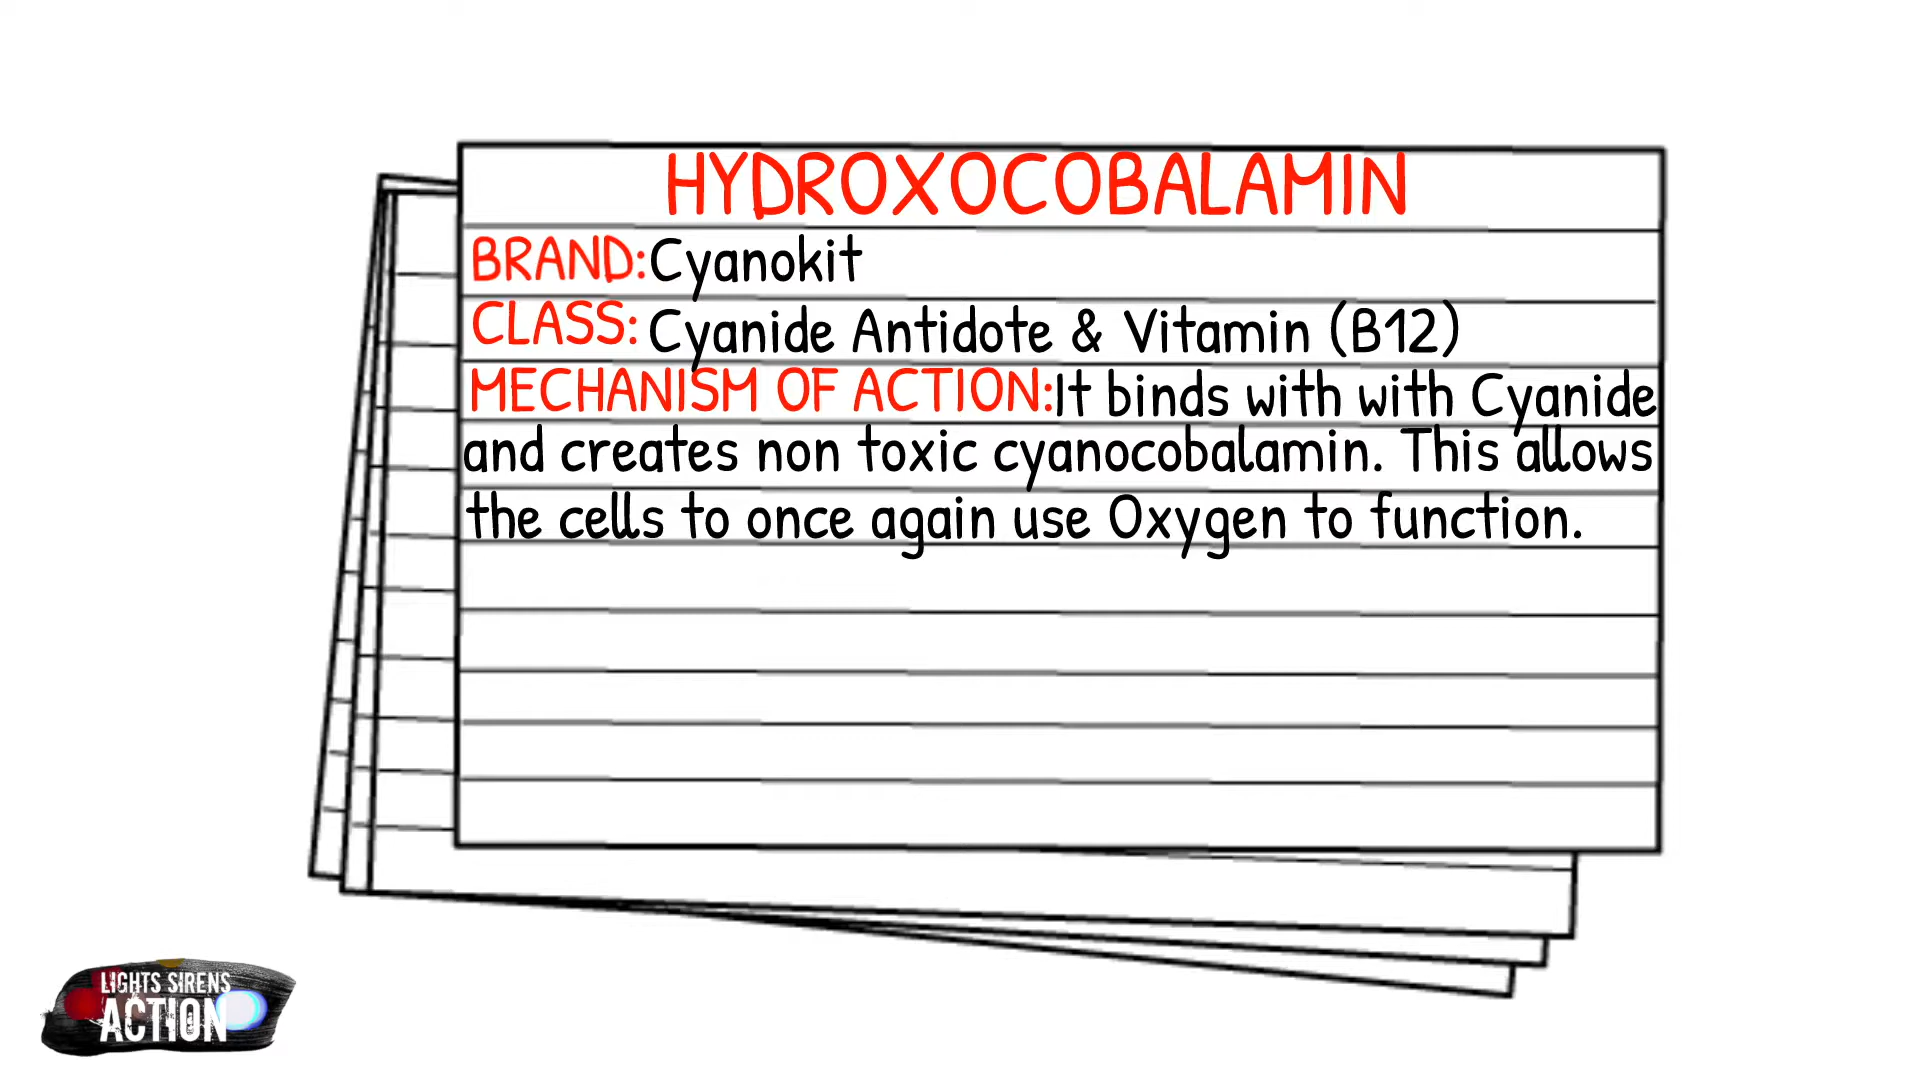 HYDROXOCOBALAMIN
BRAND:Cyanokit
CLASS: Cyanide Antidote & Vitamin (B12)
MECHANISM OF ACTION:It binds with with Cyanide
and creates non toxic cyanocobalamin. This allows
the cells to once again use Oxygen to function.
LIGHTS SIRENS
ACTION